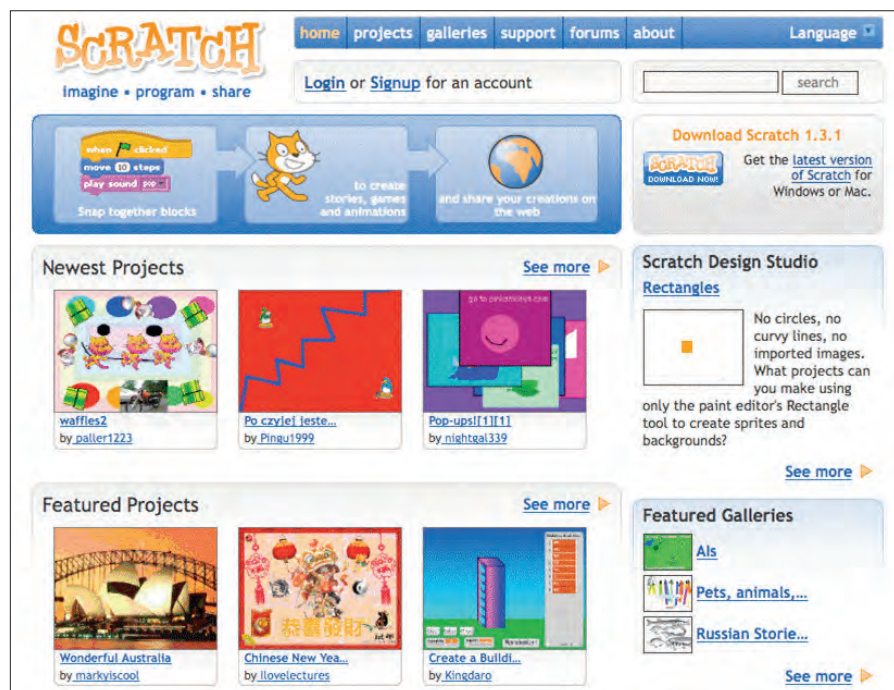 SCRATCH
imagine • program • share
home projects galleries support forums about Language
Login or Signup for an account
search
when clicked
move 10 steps
play sound pop
Snap together blocks
to create
stories, games
and animations
and share your creations on
the web
Download Scratch 1.3.1
SCRATCH
DOWNLOAD NOW!
Get the latest version
of Scratch for
Windows or Mac.
Newest Projects
See more
go to
waffles2
by paller1223
Po czyjej jeste...
by Pingu1999
Pop-ups![1][1]
by nightgal339
Scratch Design Studio
Rectangles
No circles, no
curvy lines, no
imported images.
What projects can
you make using
only the paint editor's Rectangle
tool to create sprites and
backgrounds?
See more
Featured Projects
See more
恭喜發財
Wonderful Australia
by markyiscool
Chinese New Yea...
by ilovelectures
Create a Buildi...
by Kingdaro
Featured Galleries
AIs
Pets, animals,...
Russian Storie...
See more